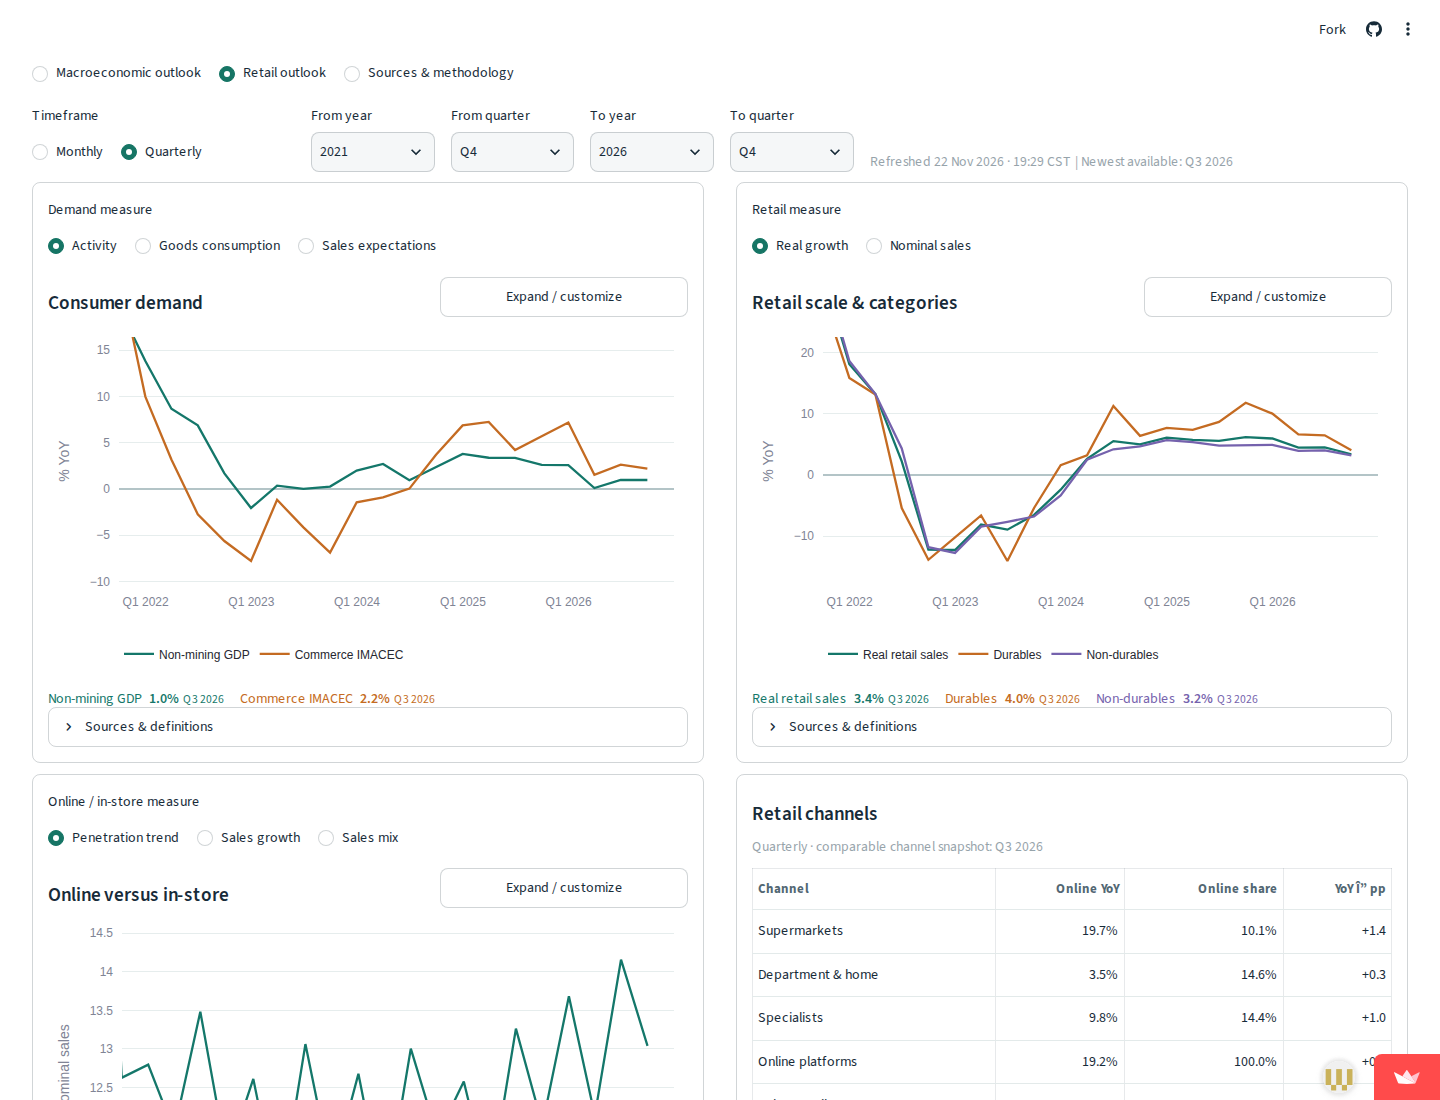 Fork
Macroeconomic outlook Retail outlook Sources & methodology
Timeframe From year From quarter To year To quarter
Monthly Quarterly 2021 Q4 2026 Q4 Refreshed 22 Nov 2026 · 19:29 CST | Newest available: Q3 2026
Demand measure
Activity Goods consumption Sales expectations
Consumer demand Expand / customize
15
10
5
0
−5
−10
% YoY
Q1 2022 Q1 2023 Q1 2024 Q1 2025 Q1 2026
Non-mining GDP Commerce IMACEC
Non-mining GDP 1.0% Q3 2026 Commerce IMACEC 2.2% Q3 2026
Sources & definitions
Retail measure
Real growth Nominal sales
Retail scale & categories Expand / customize
20
10
0
−10
% YoY
Q1 2022 Q1 2023 Q1 2024 Q1 2025 Q1 2026
Real retail sales Durables Non-durables
Real retail sales 3.4% Q3 2026 Durables 4.0% Q3 2026 Non-durables 3.2% Q3 2026
Sources & definitions
Online / in-store measure
Penetration trend Sales growth Sales mix
Online versus in-store Expand / customize
14.5
14
13.5
13
12.5
ominal sales
Retail channels
Quarterly · comparable channel snapshot: Q3 2026
Channel Online YoY Online share YoY Î” pp
Supermarkets 19.7% 10.1% +1.4
Department & home 3.5% 14.6% +0.3
Specialists 9.8% 14.4% +1.0
Online platforms 19.2% 100.0%